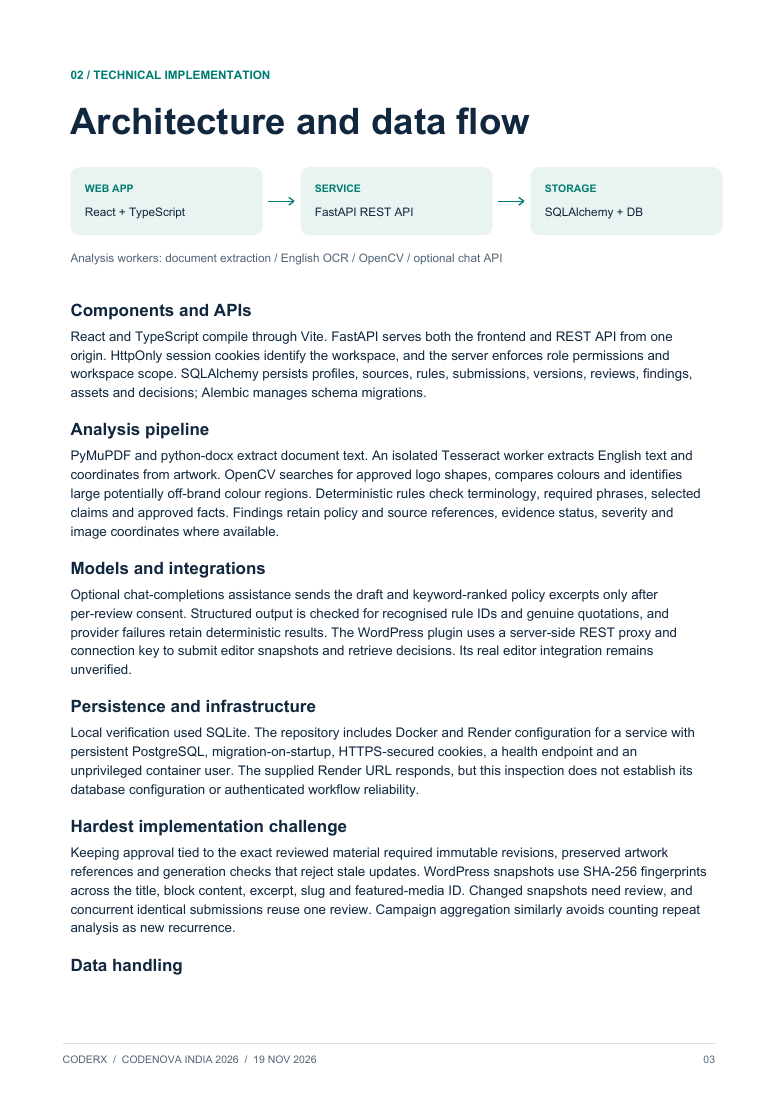 02 / TECHNICAL IMPLEMENTATION
Architecture and data flow
WEB APP
React + TypeScript
SERVICE
FastAPI REST API
STORAGE
SQLAlchemy + DB
Analysis workers: document extraction / English OCR / OpenCV / optional chat API
Components and APIs
React and TypeScript compile through Vite. FastAPI serves both the frontend and REST API from one
origin. HttpOnly session cookies identify the workspace, and the server enforces role permissions and
workspace scope. SQLAlchemy persists profiles, sources, rules, submissions, versions, reviews, findings,
assets and decisions; Alembic manages schema migrations.
Analysis pipeline
PyMuPDF and python-docx extract document text. An isolated Tesseract worker extracts English text and
coordinates from artwork. OpenCV searches for approved logo shapes, compares colours and identifies
large potentially off-brand colour regions. Deterministic rules check terminology, required phrases, selected
claims and approved facts. Findings retain policy and source references, evidence status, severity and
image coordinates where available.
Models and integrations
Optional chat-completions assistance sends the draft and keyword-ranked policy excerpts only after
per-review consent. Structured output is checked for recognised rule IDs and genuine quotations, and
provider failures retain deterministic results. The WordPress plugin uses a server-side REST proxy and
connection key to submit editor snapshots and retrieve decisions. Its real editor integration remains
unverified.
Persistence and infrastructure
Local verification used SQLite. The repository includes Docker and Render configuration for a service with
persistent PostgreSQL, migration-on-startup, HTTPS-secured cookies, a health endpoint and an
unprivileged container user. The supplied Render URL responds, but this inspection does not establish its
database configuration or authenticated workflow reliability.
Hardest implementation challenge
Keeping approval tied to the exact reviewed material required immutable revisions, preserved artwork
references and generation checks that reject stale updates. WordPress snapshots use SHA-256 fingerprints
across the title, block content, excerpt, slug and featured-media ID. Changed snapshots need review, and
concurrent identical submissions reuse one review. Campaign aggregation similarly avoids counting repeat
analysis as new recurrence.
Data handling
CODERX / CODENOVA INDIA 2026 / 19 NOV 2026
03